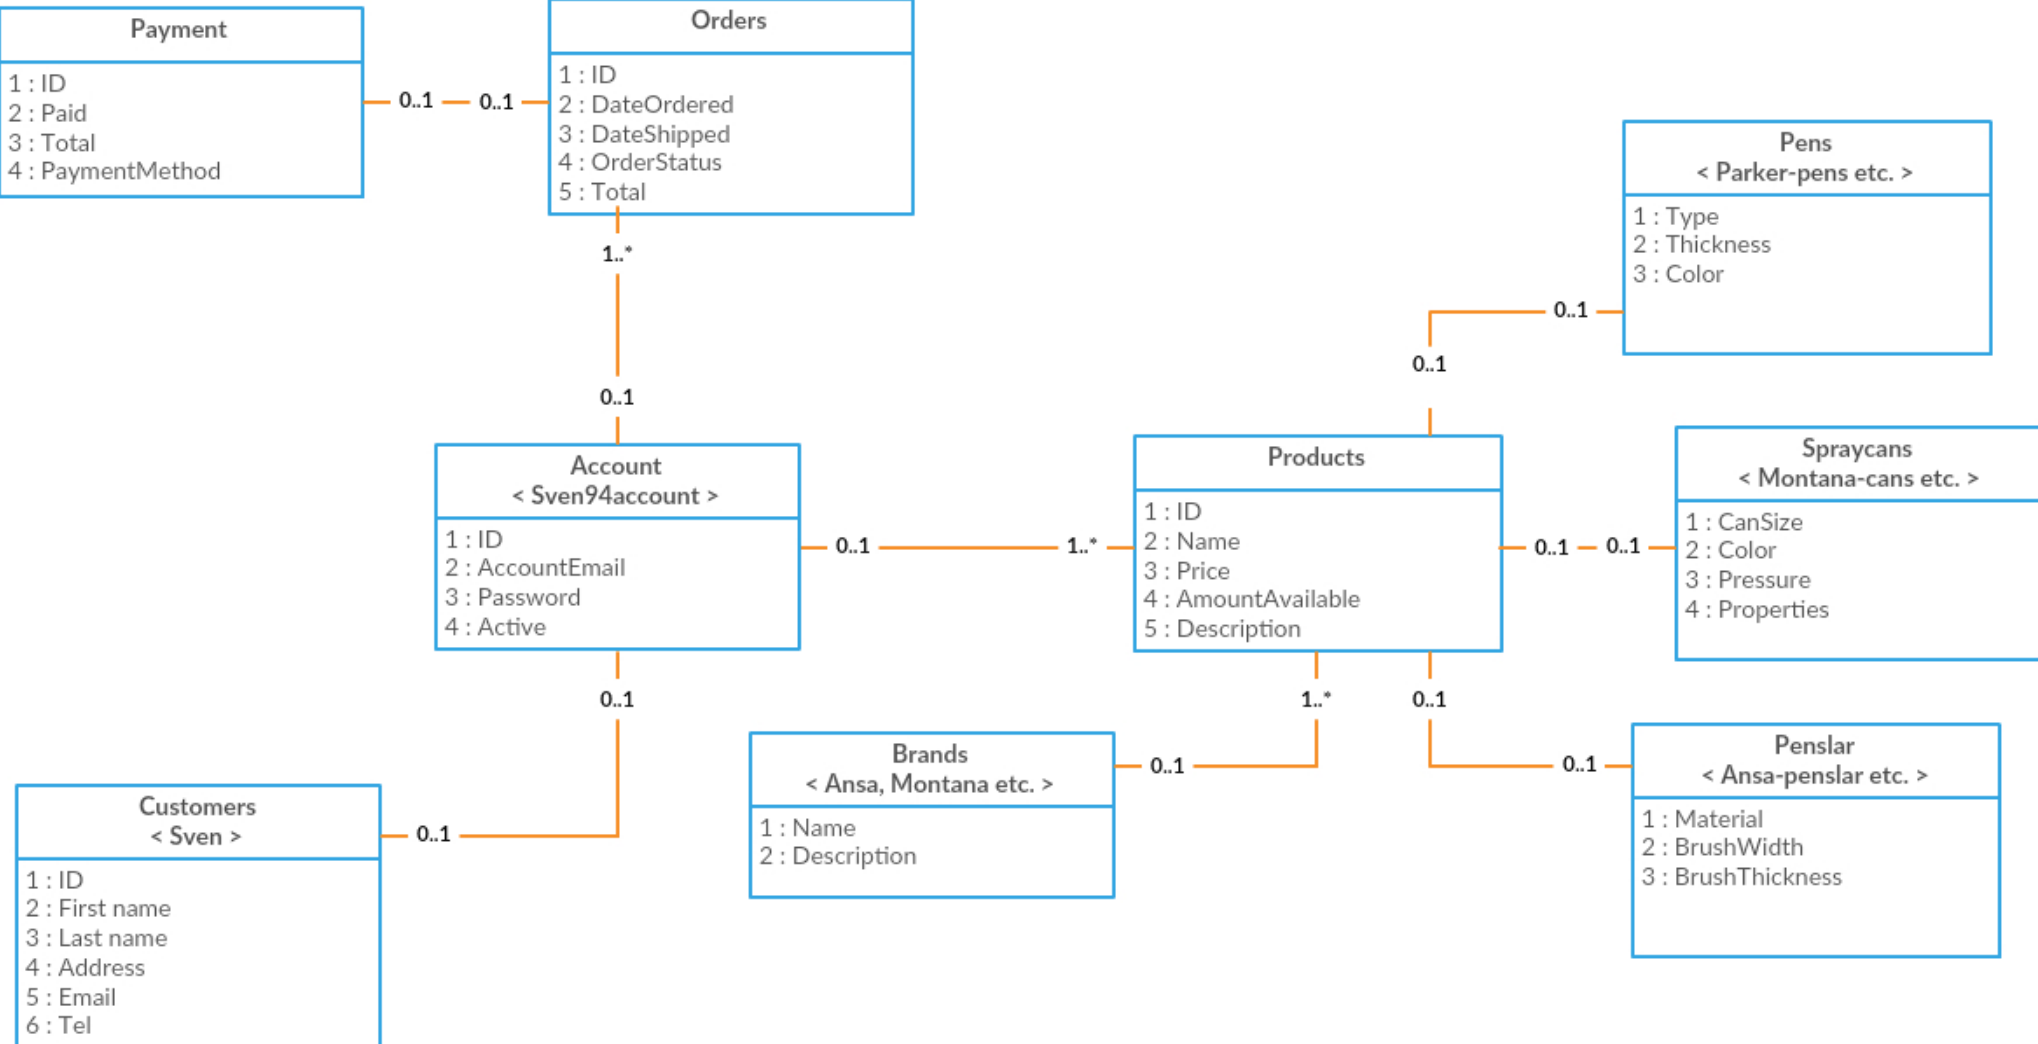 Payment
1 : ID
2 : Paid
3 : Total
4 : PaymentMethod
0..1
0..1
Orders
1 : ID
2 : DateOrdered
3 : DateShipped
4 : OrderStatus
5 : Total
1..*
0..1
Pens
< Parker-pens etc. >
1 : Type
2 : Thickness
3 : Color
0..1
0..1
Account
< Sven94account >
1 : ID
2 : AccountEmail
3 : Password
4 : Active
0..1
1..*
Products
1 : ID
2 : Name
3 : Price
4 : AmountAvailable
5 : Description
0..1
0..1
Spraycans
< Montana-cans etc. >
1 : CanSize
2 : Color
3 : Pressure
4 : Properties
0..1
0..1
1..*
0..1
Brands
< Ansa, Montana etc. >
1 : Name
2 : Description
0..1
0..1
Penslar
< Ansa-penslar etc. >
1 : Material
2 : BrushWidth
3 : BrushThickness
Customers
< Sven >
1 : ID
2 : First name
3 : Last name
4 : Address
5 : Email
6 : Tel